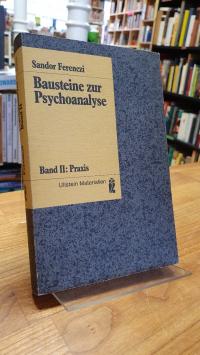 Sandor Ferenczi
Bausteine zur
Psychoanalyse
Band II: Praxis
Ullstein Materialien